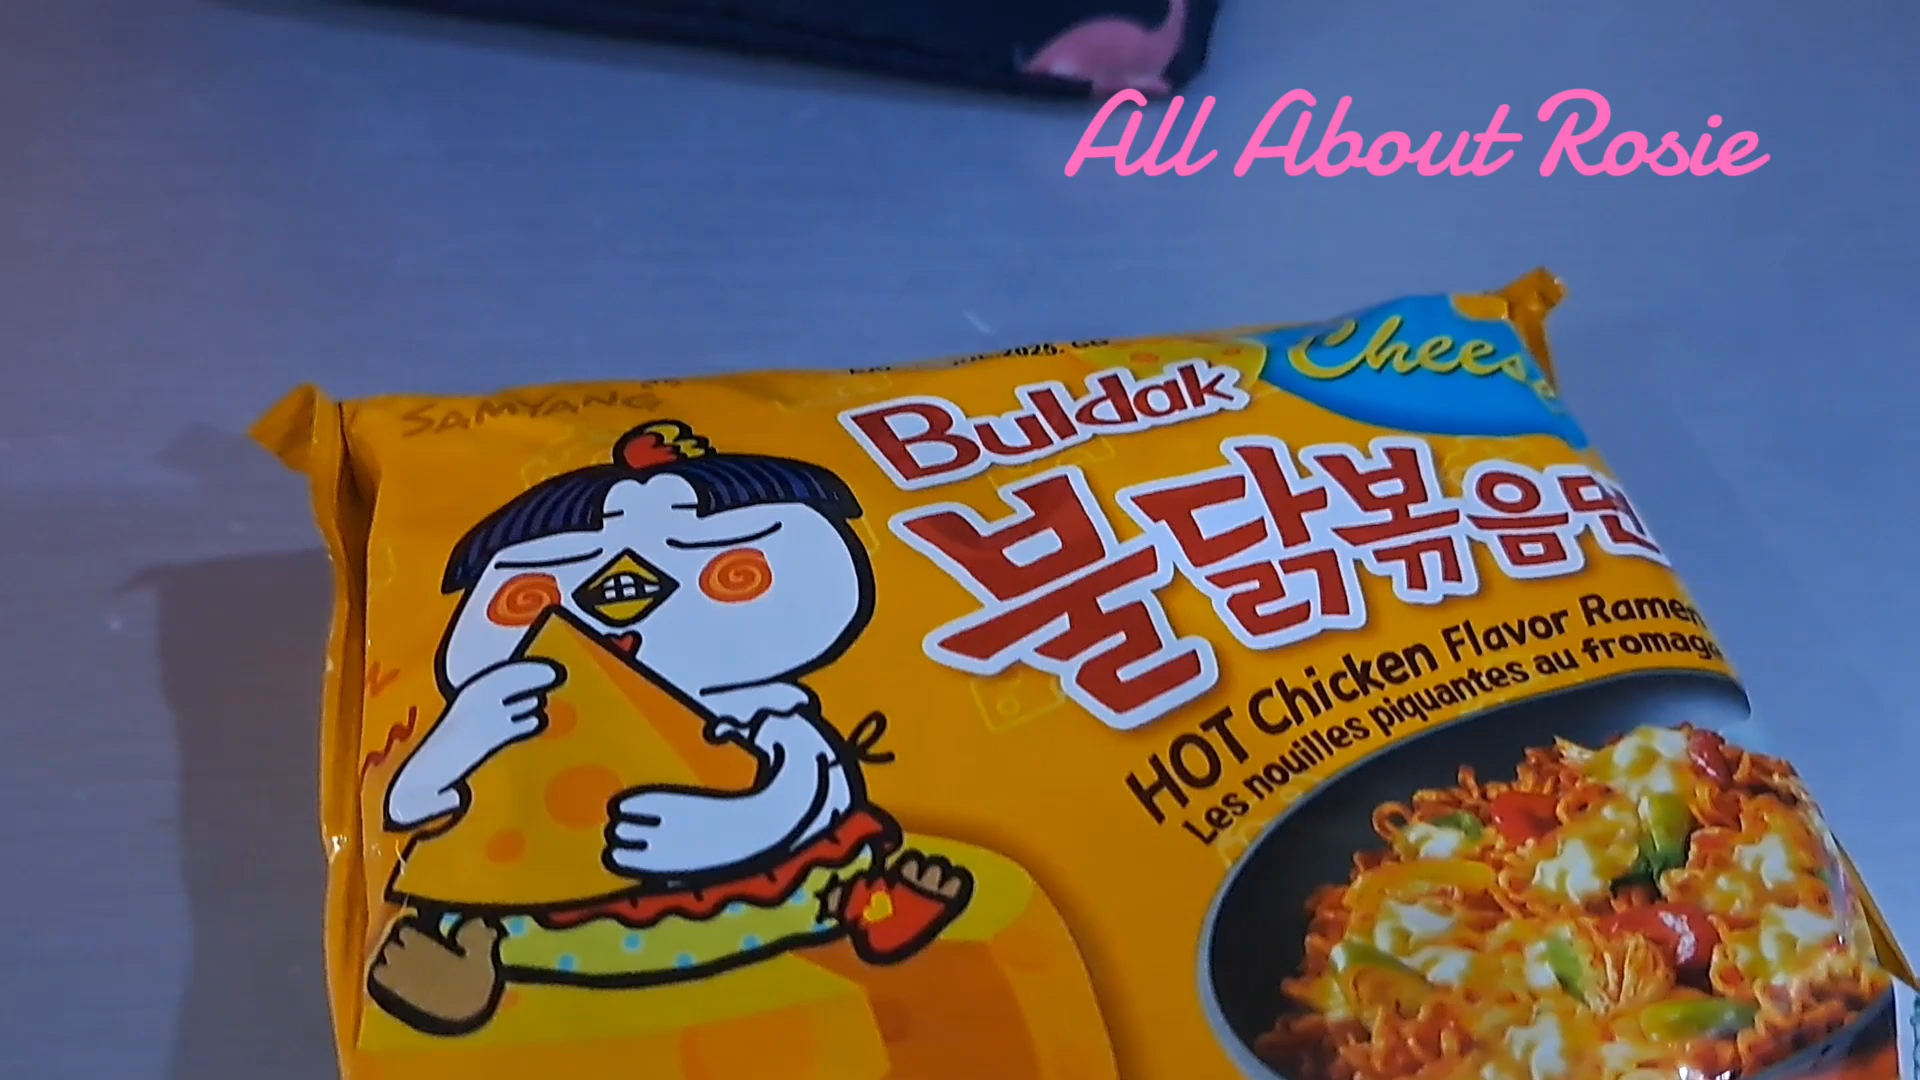 All About Rosie
SAMYANG
Cheese
Buldak
불닭볶음면
HOT Chicken Flavor Ramen
Les nouilles piquantes au fromage